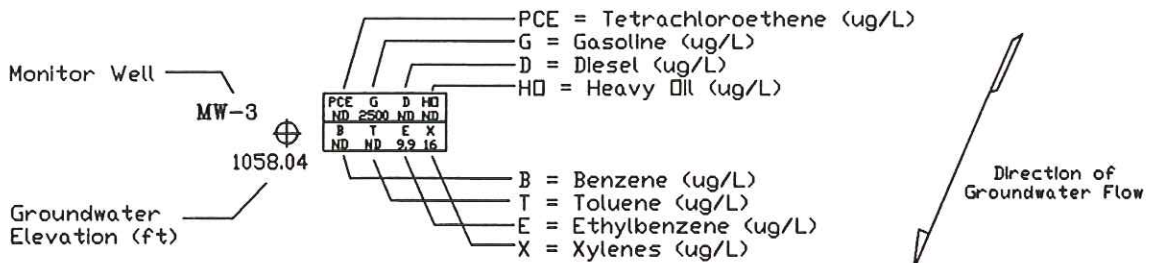 PCE = Tetrachloroethene (ug/L)
G = Gasoline (ug/L)
D = Diesel (ug/L)
HO = Heavy Oil (ug/L)
Monitor Well
MW-3
PCE G D HO
ND 2500 ND ND
B T E X
ND ND 9.9 16
1058.04
Groundwater
Elevation (ft)
B = Benzene (ug/L)
T = Toluene (ug/L)
E = Ethylbenzene (ug/L)
X = Xylenes (ug/L)
Direction of
Groundwater Flow